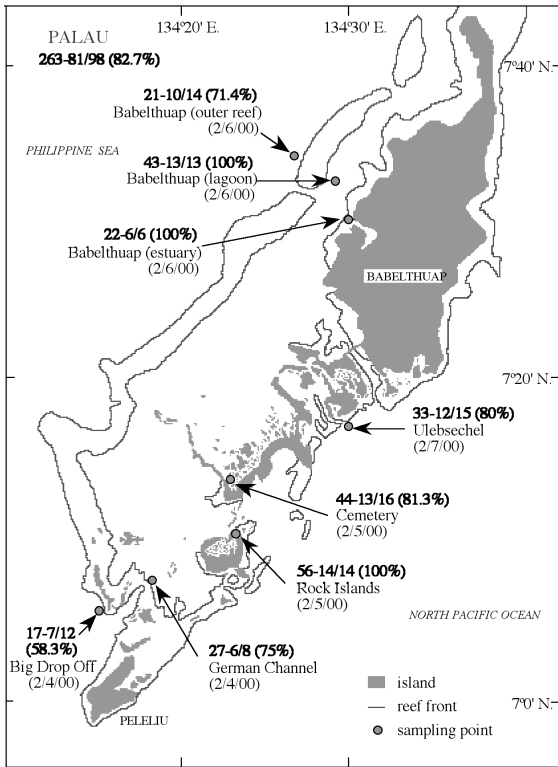 134°20' E.
134°30' E.
PALAU
263-81/98 (82.7%)
7°40' N.
21-10/14 (71.4%)
Babelthuap (outer reef)
(2/6/00)
PHILIPPINE SEA
43-13/13 (100%)
Babelthuap (lagoon)
(2/6/00)
22-6/6 (100%)
Babelthuap (estuary)
(2/6/00)
BABELTHUAP
7°20' N.
33-12/15 (80%)
Ulebsechel
(2/7/00)
44-13/16 (81.3%)
Cemetery
(2/5/00)
56-14/14 (100%)
Rock Islands
(2/5/00)
NORTH PACIFIC OCEAN
17-7/12
(58.3%)
Big Drop Off
(2/4/00)
27-6/8 (75%)
German Channel
(2/4/00)
PELELIU
island
reef front
sampling point
7°0' N.